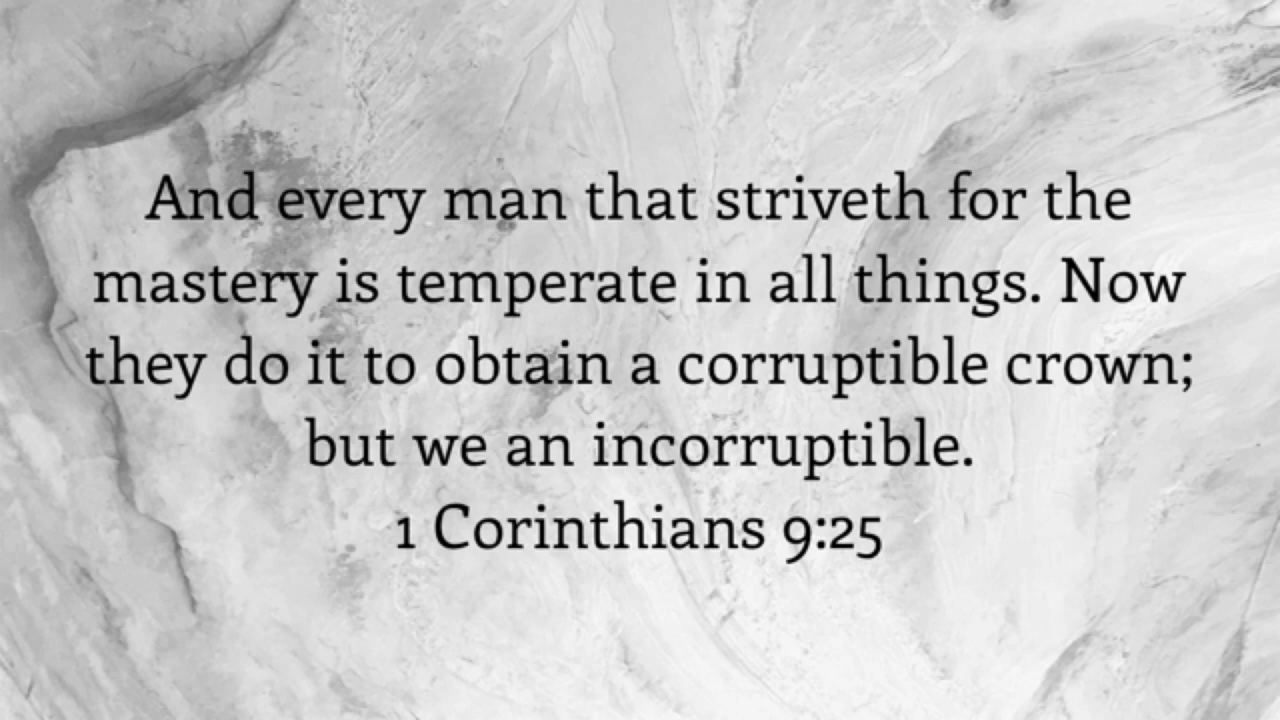 And every man that striveth for the
mastery is temperate in all things. Now
they do it to obtain a corruptible crown;
but we an incorruptible.
1 Corinthians 9:25